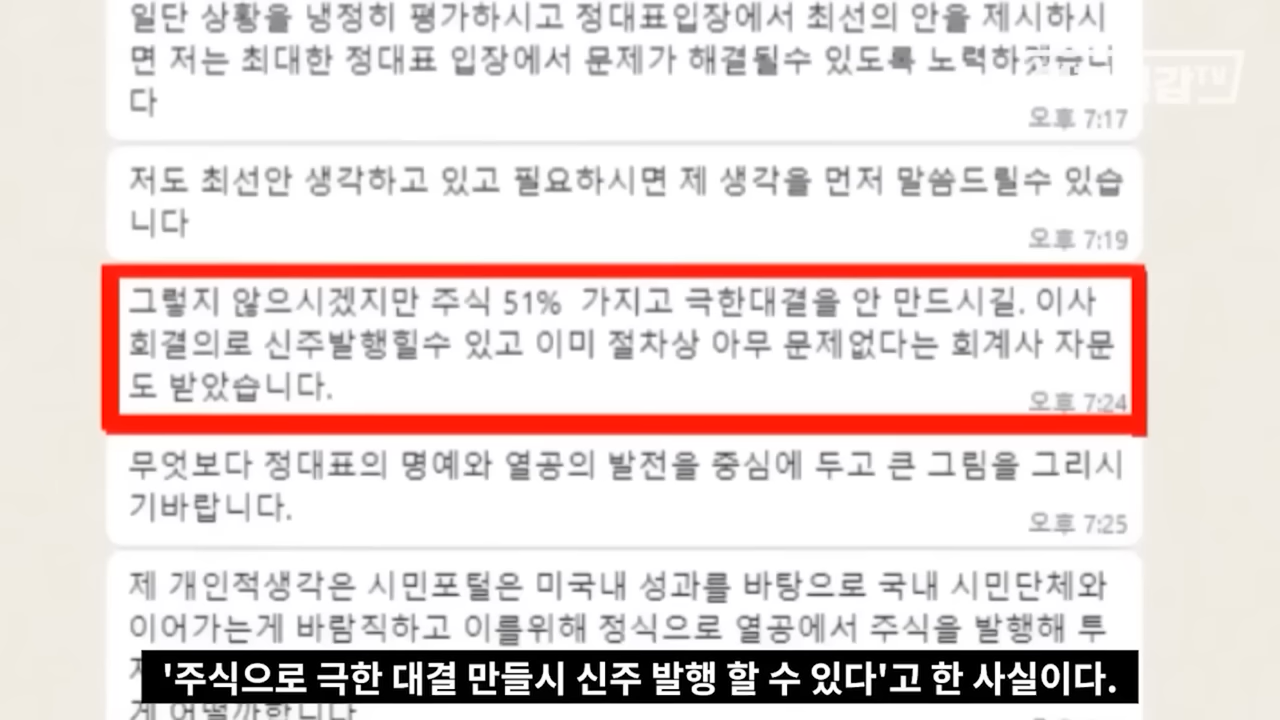 일단 상황을 냉정히 평가하시고 정대표입장에서 최선의 안을 제시하시
면 저는 최대한 정대표 입장에서 문제가 해결될수 있도록 노력하겠습니
다
오후 7:17
저도 최선안 생각하고 있고 필요하시면 제 생각을 먼저 말씀드릴수 있습
니다
오후 7:19
그렇지 않으시겠지만 주식 51% 가지고 극한대결을 안 만드시길. 이사
회결의로 신주발행힐수 있고 이미 절차상 아무 문제없다는 회계사 자문
도 받았습니다.
오후 7:24
무엇보다 정대표의 명예와 열공의 발전을 중심에 두고 큰 그림을 그리시
기바랍니다.
오후 7:25
제 개인적생각은 시민포털은 미국내 성과를 바탕으로 국내 시민단체와
이어가는게 바람직하고 이를위해 정식으로 열공에서 주식을 발행해 투
'주식으로 극한 대결 만들시 신주 발행 할 수 있다'고 한 사실이다.
게 어떨까합니다